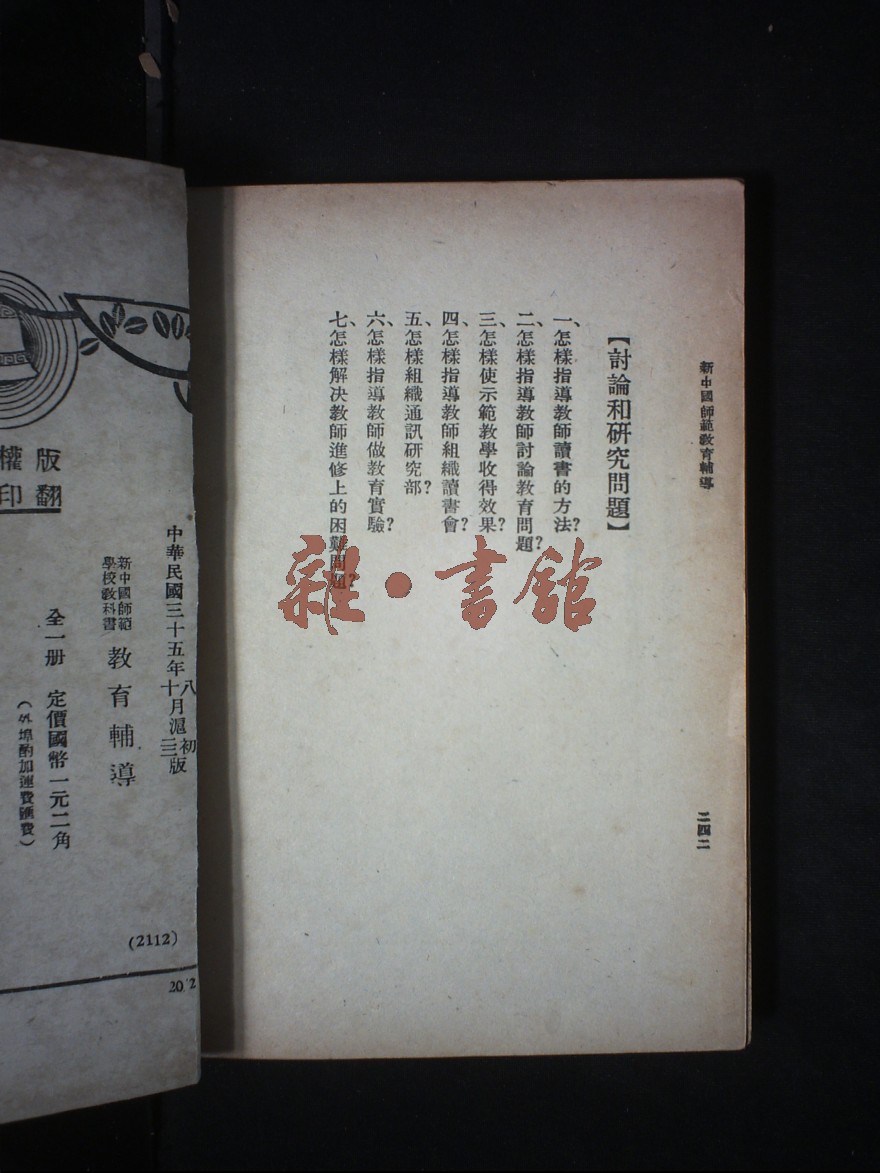 新中國師範教育輔導
二四二
【討論和研究問題】
一、怎樣指導教師讀書的方法？
二、怎樣指導教師討論教育問題？
三、怎樣使示範教學收得效果？
四、怎樣指導教師組織讀書會？
五、怎樣組織通訊研究部？
六、怎樣指導教師做教育實驗？
七、怎樣解決教師進修上的困難問題？
雜·書館
中華民國三十五年八月滬初版
十月滬三版
新中國師範
學校教科書
教育輔導
全一册 定價國幣一元二角
（外埠酌加運費匯費）
版權
翻印
(2112)
20.2